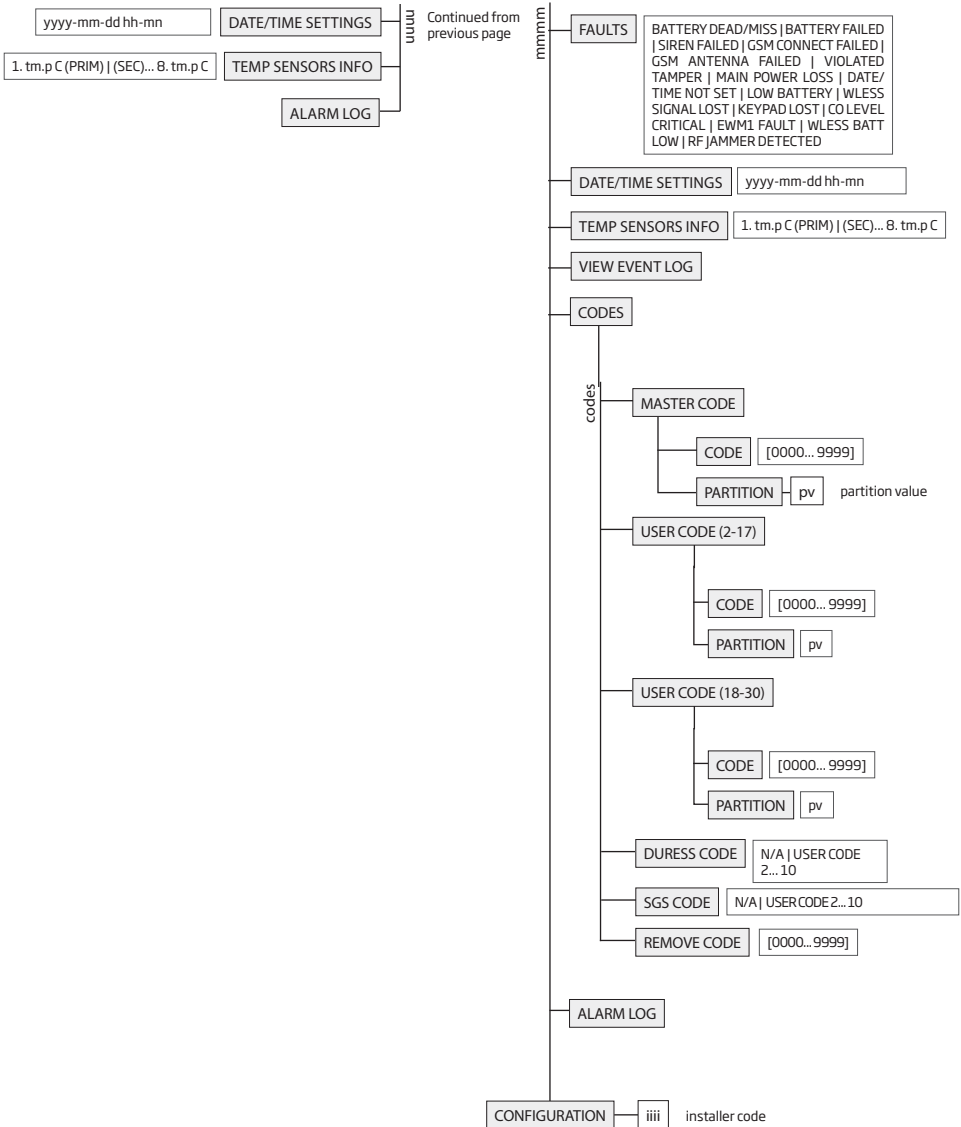 yyyy-mm-dd hh-mn
DATE/TIME SETTINGS
nnnn
Continued from
previous page
1. tm.p C (PRIM) | (SEC)... 8. tm.p C
TEMP SENSORS INFO
ALARM LOG
mmmm
FAULTS
BATTERY DEAD/MISS | BATTERY FAILED
| SIREN FAILED | GSM CONNECT FAILED |
GSM ANTENNA FAILED | VIOLATED
TAMPER | MAIN POWER LOSS | DATE/
TIME NOT SET | LOW BATTERY | WLESS
SIGNAL LOST | KEYPAD LOST | CO LEVEL
CRITICAL | EWM1 FAULT | WLESS BATT
LOW | RF JAMMER DETECTED
DATE/TIME SETTINGS
yyyy-mm-dd hh-mn
TEMP SENSORS INFO
1. tm.p C (PRIM) | (SEC)... 8. tm.p C
VIEW EVENT LOG
CODES
codes
MASTER CODE
CODE
[0000... 9999]
PARTITION
pv
partition value
USER CODE (2-17)
CODE
[0000... 9999]
PARTITION
pv
USER CODE (18-30)
CODE
[0000... 9999]
PARTITION
pv
DURESS CODE
N/A | USER CODE
2... 10
SGS CODE
N/A | USER CODE 2... 10
REMOVE CODE
[0000... 9999]
ALARM LOG
CONFIGURATION
iiii
installer code